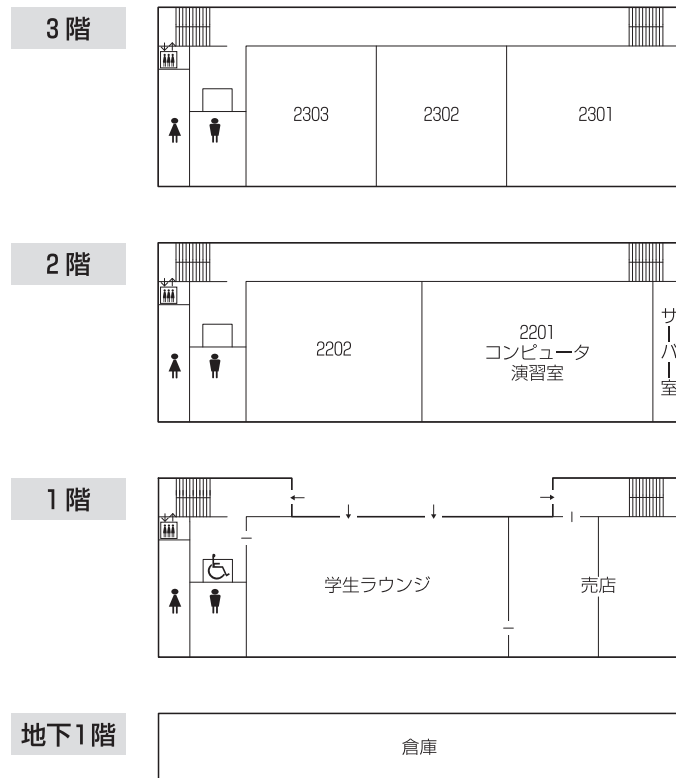 3階
2303
2302
2301
2階
2202
2201
コンピュータ
演習室
サーバー室
1階
学生ラウンジ
売店
地下1階
倉庫